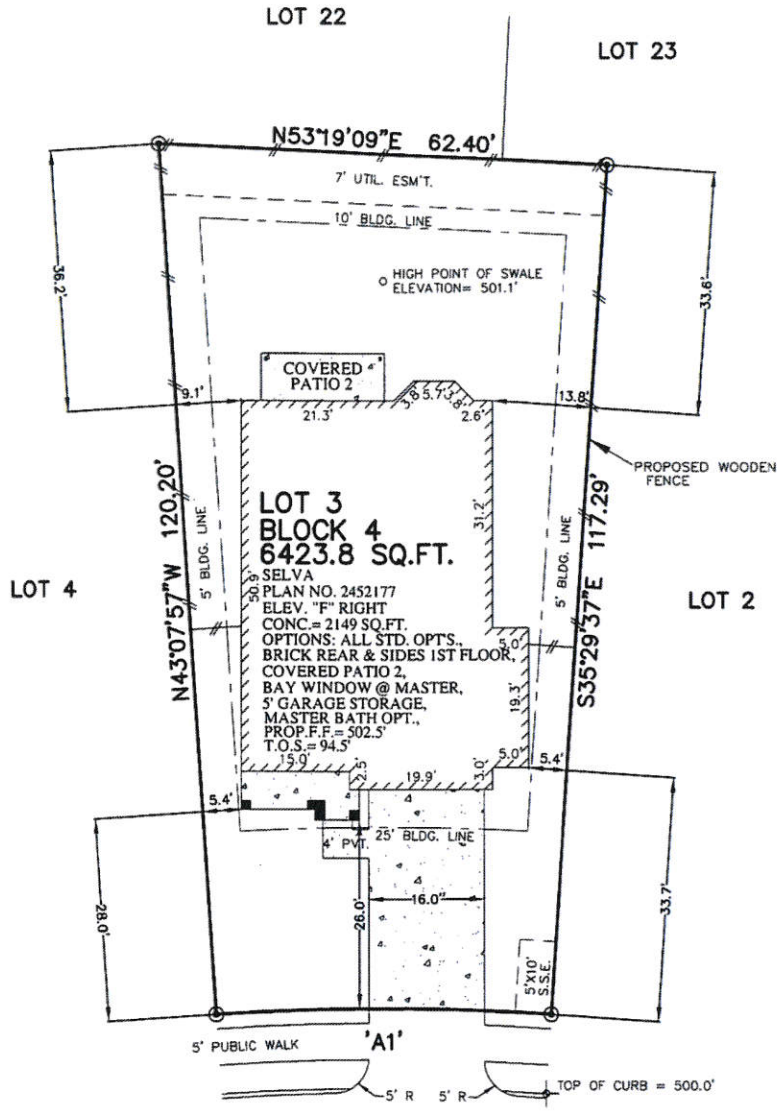 LOT 22
LOT 23
N53°19'09"E 62.40'
7' UTIL. ESM'T.
10' BLDG. LINE
HIGH POINT OF SWALE
ELEVATION= 501.1'
36.2'
33.6'
COVERED
PATIO 2
9.1'
21.3'
3.8'
5.7'
3.8'
2.6'
13.8'
PROPOSED WOODEN
FENCE
N43°07'57"W 120.20'
5' BLDG. LINE
50.9'
31.2'
5' BLDG. LINE
S35°29'37"E 117.29'
LOT 4
LOT 2
LOT 3
BLOCK 4
6423.8 SQ.FT.
SELVA
PLAN NO. 2452177
ELEV. "F" RIGHT
CONC.= 2149 SQ.FT.
OPTIONS: ALL STD. OPT'S.,
BRICK REAR & SIDES 1ST FLOOR,
COVERED PATIO 2,
BAY WINDOW @ MASTER,
5' GARAGE STORAGE,
MASTER BATH OPT.,
PROP.F.F.= 502.5'
T.O.S.= 94.5'
5.0'
19.3'
15.0'
2.5'
19.9'
3.0'
5.0'
5.4'
5.4'
25' BLDG. LINE
4' PVT.
28.0'
26.0'
16.0"
33.7'
5'X10'
S.S.E.
5' PUBLIC WALK
'A1'
5' R
5' R
TOP OF CURB = 500.0'